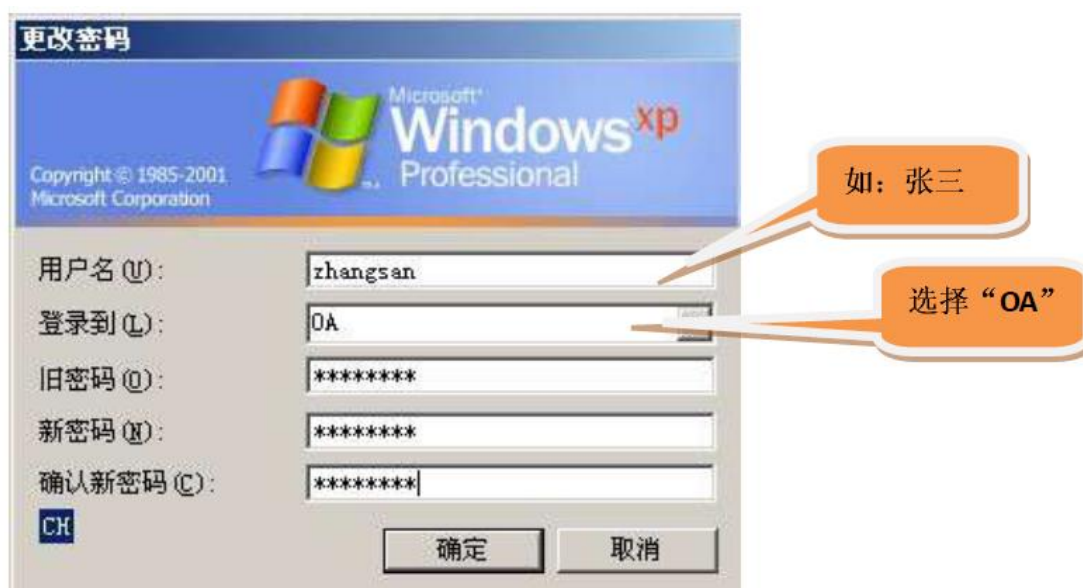 更改密码
Microsoft
Windows xp
Professional
Copyright © 1985-2001
Microsoft Corporation
如：张三
用户名(U):
zhangsan
选择“OA”
登录到(L):
OA
旧密码(O):
********
新密码(N):
********
确认新密码(C):
********
CH
确定
取消